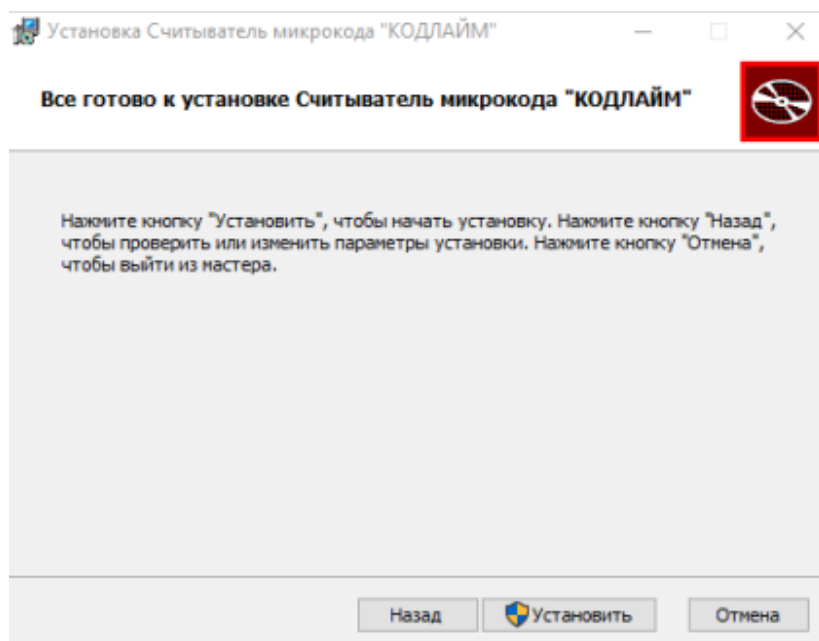 Установка Считыватель микрокода "КОДЛАЙМ"
Все готово к установке Считыватель микрокода "КОДЛАЙМ"
Нажмите кнопку "Установить", чтобы начать установку. Нажмите кнопку "Назад",
чтобы проверить или изменить параметры установки. Нажмите кнопку "Отмена",
чтобы выйти из мастера.
Назад
Установить
Отмена